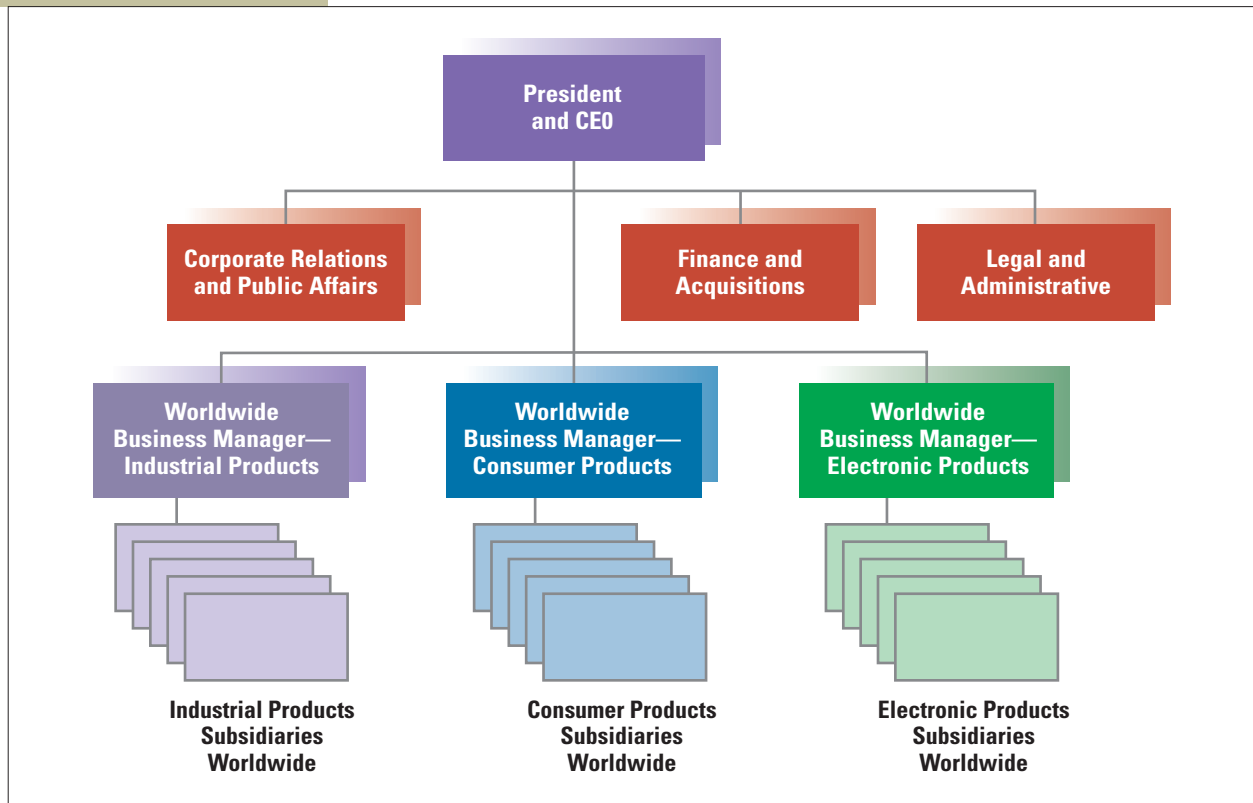 President
and CEO
Corporate Relations
and Public Affairs
Finance and
Acquisitions
Legal and
Administrative
Worldwide
Business Manager—
Industrial Products
Worldwide
Business Manager—
Consumer Products
Worldwide
Business Manager—
Electronic Products
Industrial Products
Subsidiaries
Worldwide
Consumer Products
Subsidiaries
Worldwide
Electronic Products
Subsidiaries
Worldwide